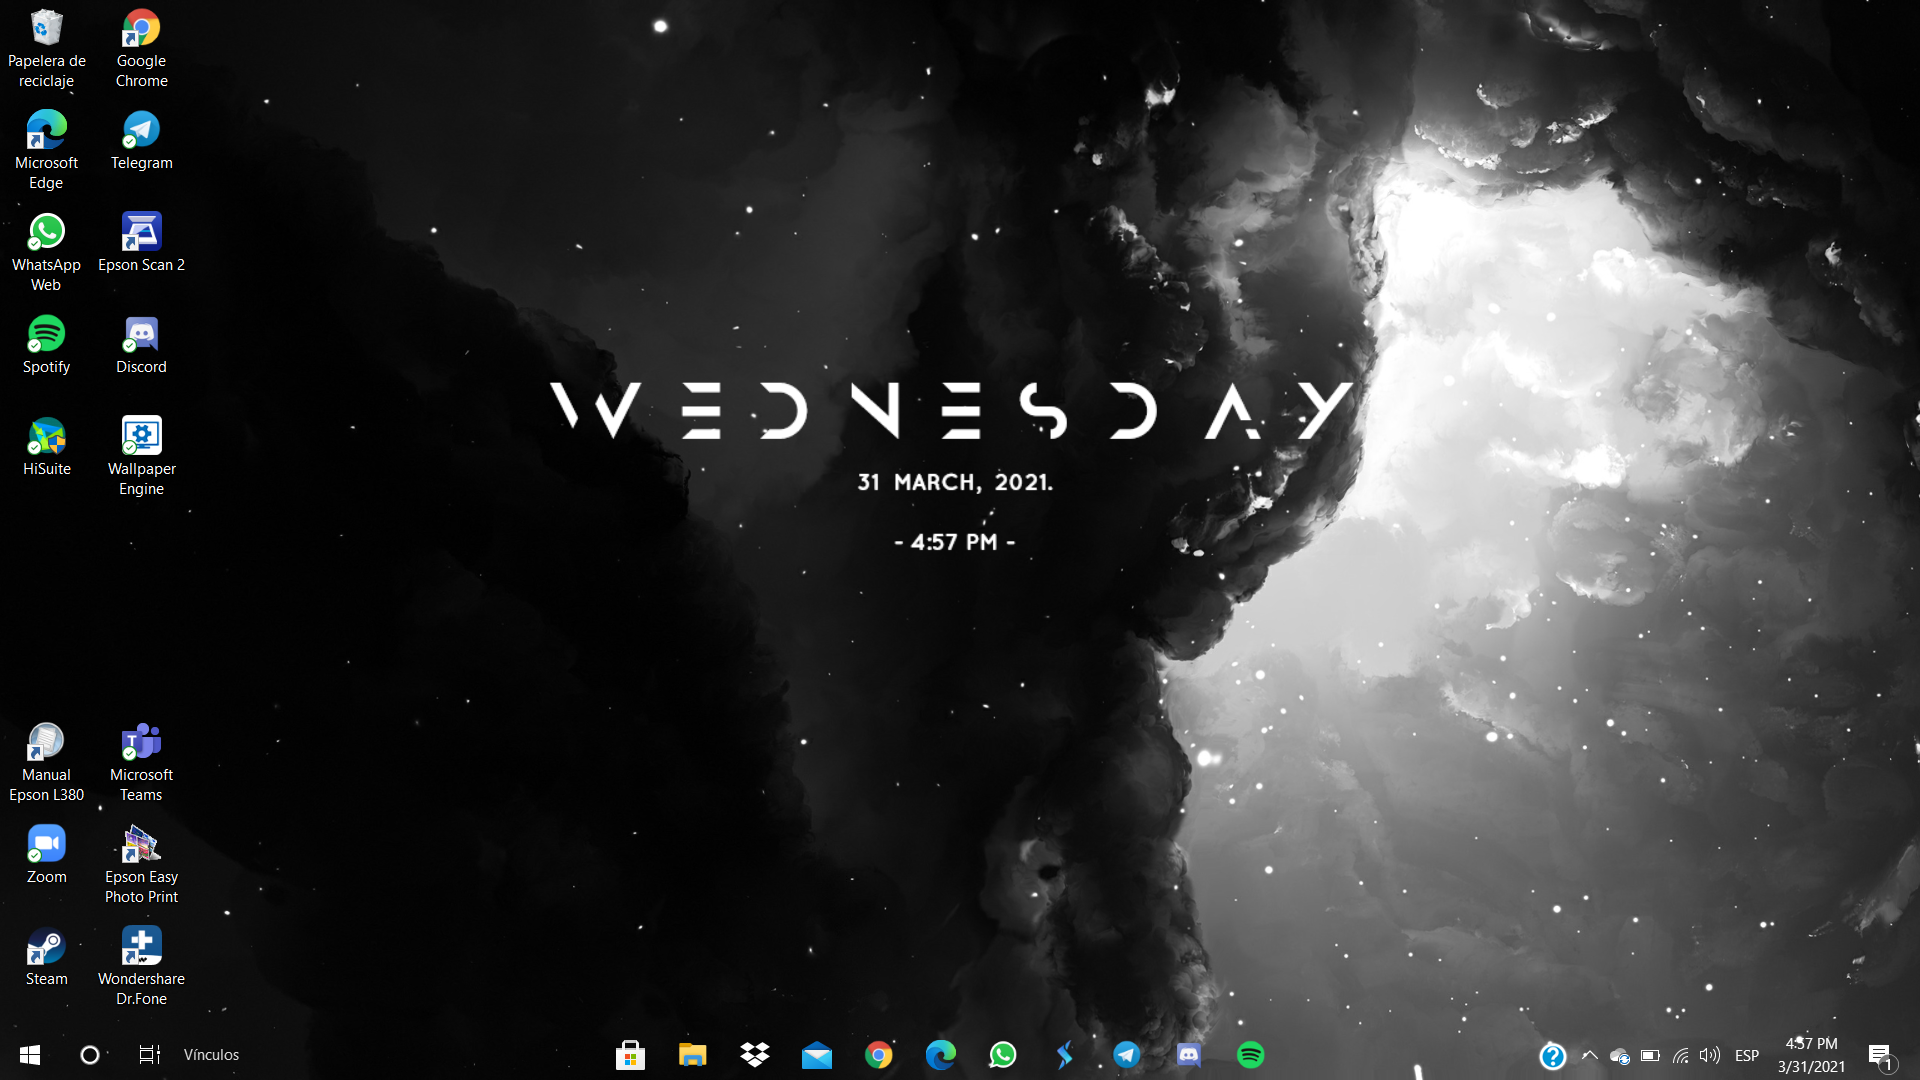 Papelera de
reciclaje
Google
Chrome
Microsoft
Edge
Telegram
WhatsApp
Web
Epson Scan 2
Spotify
Discord
HiSuite
Wallpaper
Engine
WEDNESDAY
31 MARCH, 2021.
- 4:57 PM -
Manual
Epson L380
Microsoft
Teams
Zoom
Epson Easy
Photo Print
Steam
Wondershare
Dr.Fone
Vínculos
ESP
4:57 PM
3/31/2021
1